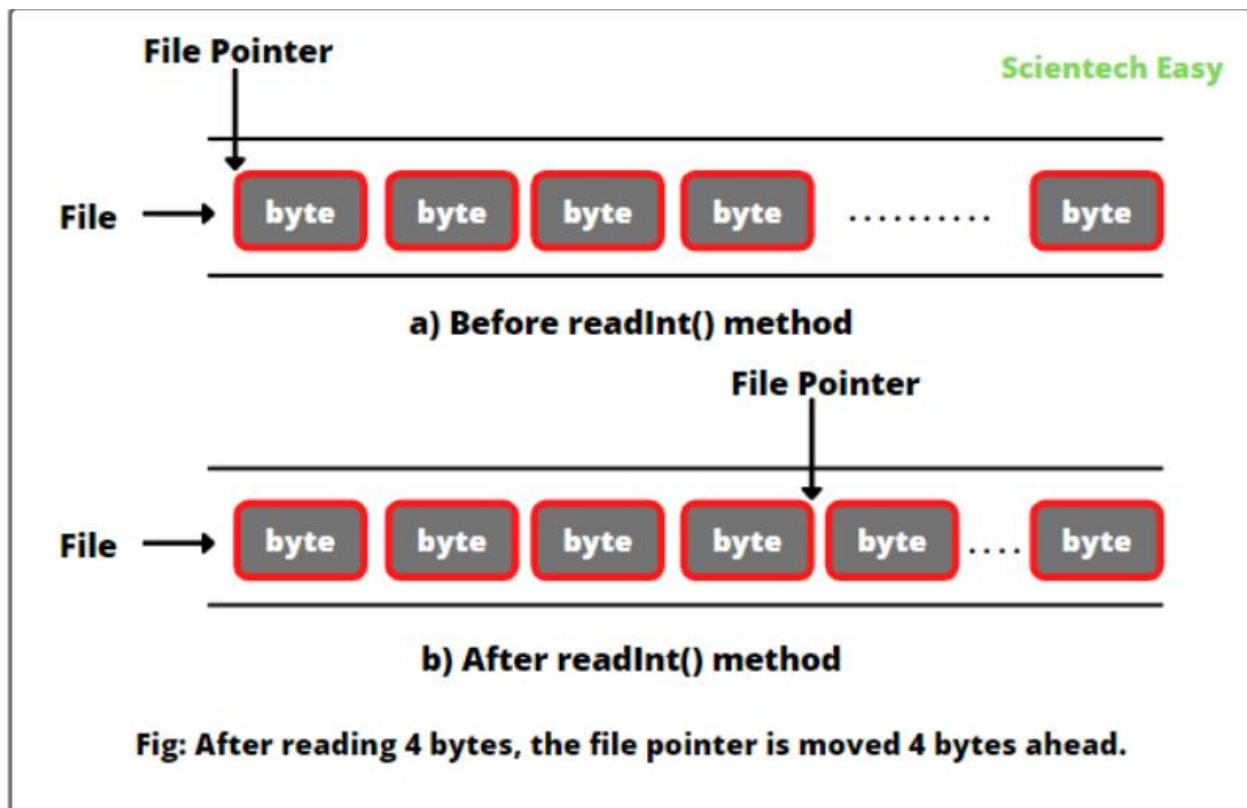 File Pointer
Scientech Easy
File byte byte byte byte .......... byte
a) Before readInt() method
File Pointer
File byte byte byte byte byte .... byte
b) After readInt() method
Fig: After reading 4 bytes, the file pointer is moved 4 bytes ahead.